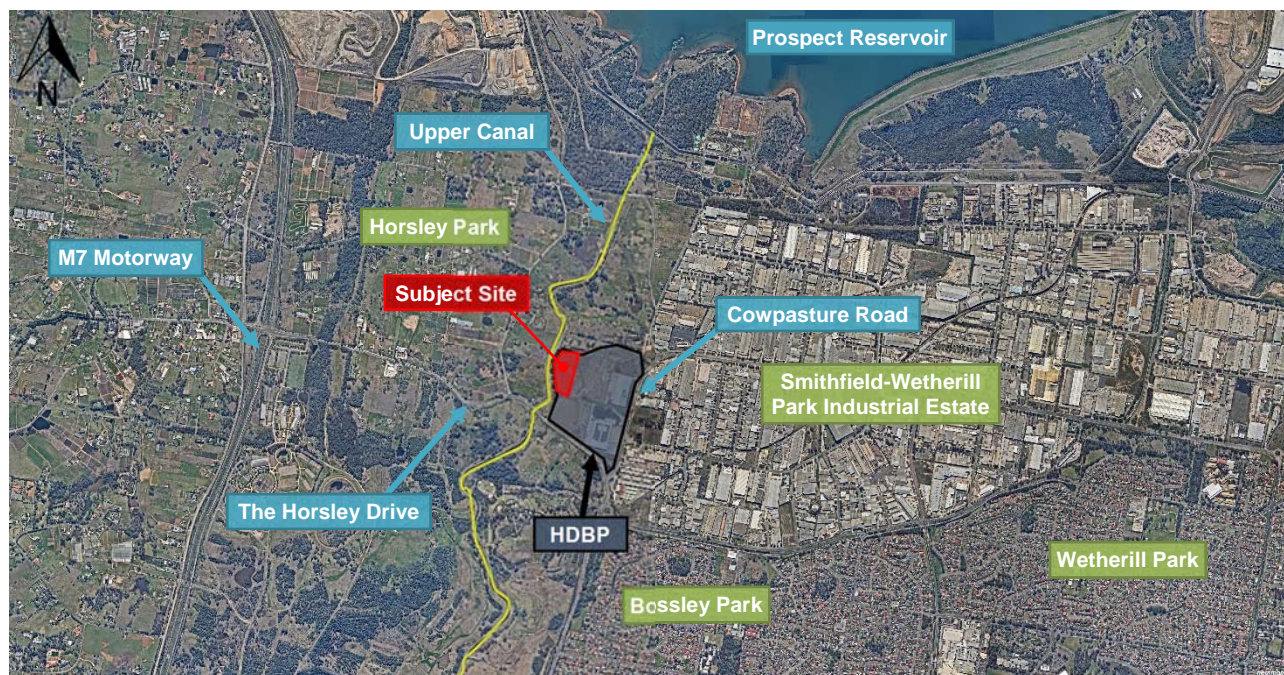 Prospect Reservoir
N
Upper Canal
Horsley Park
M7 Motorway
Subject Site
Cowpasture Road
Smithfield-Wetherill
Park Industrial Estate
The Horsley Drive
HDBP
Wetherill Park
Bossley Park